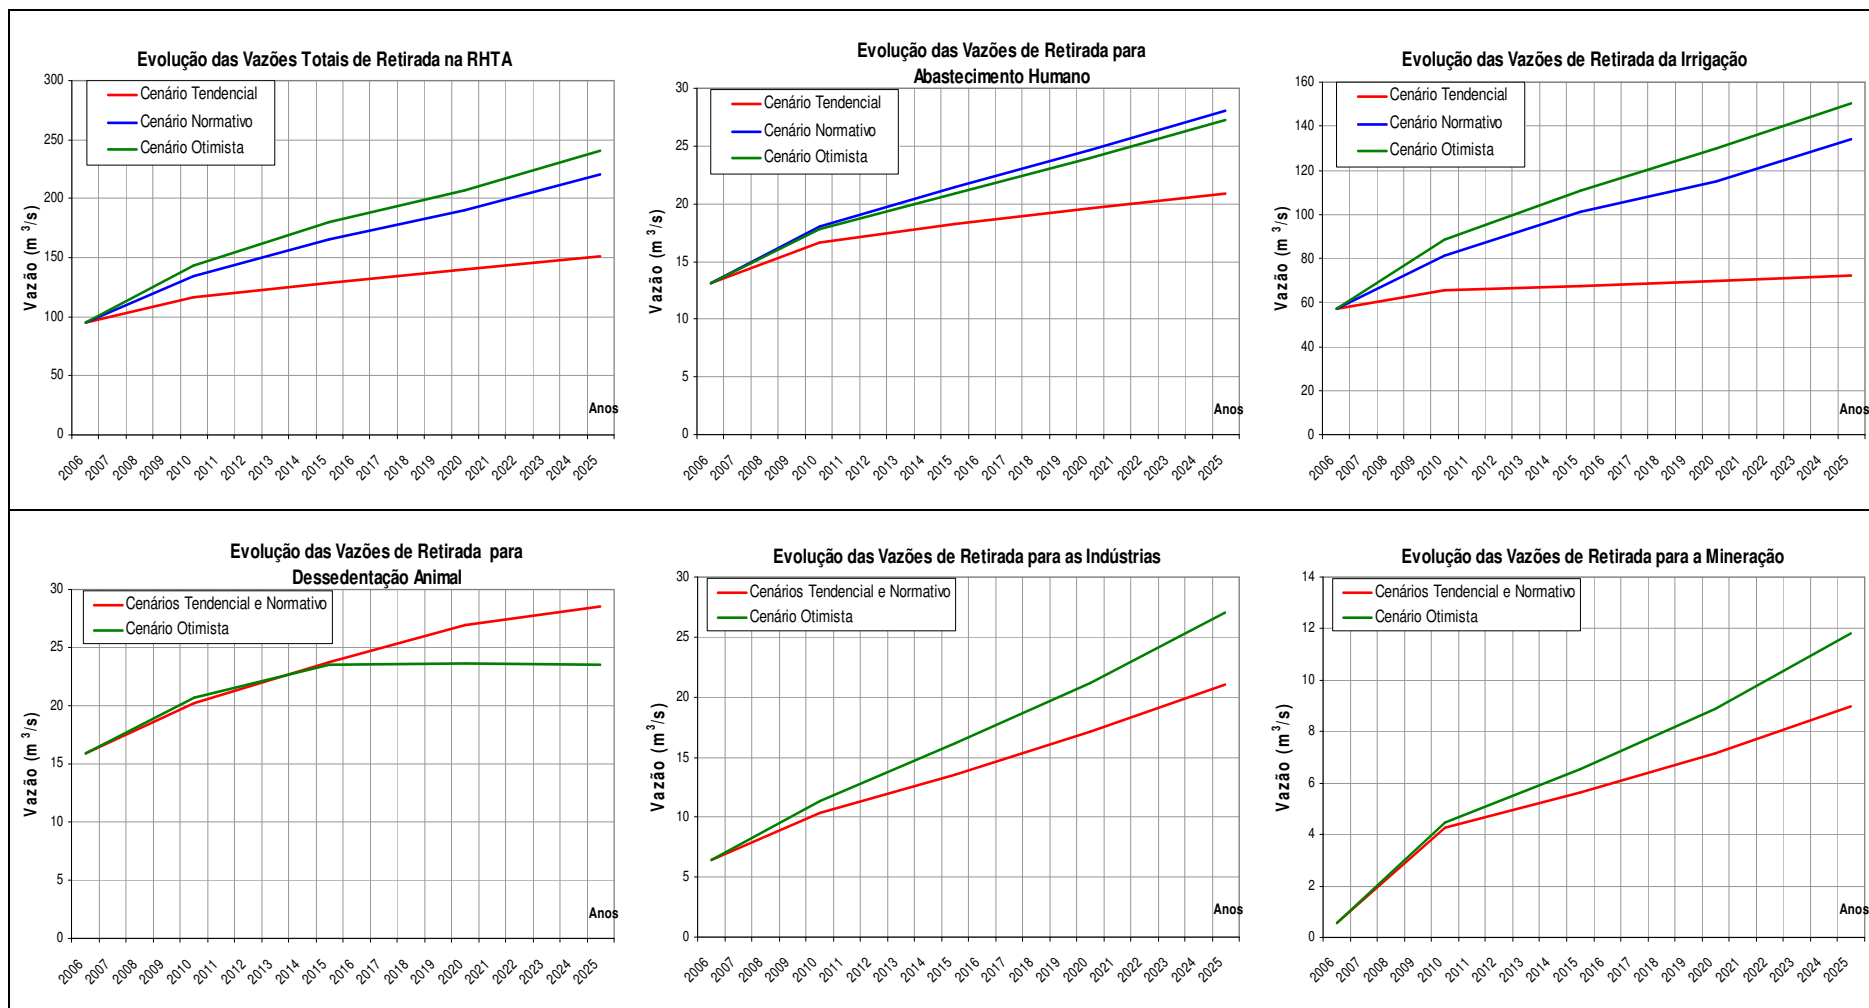 Evolução das Vazões Totais de Retirada na RHTA
300
250
200
150
100
50
0
Vazão (m³/s)
Cenário Tendencial
Cenário Normativo
Cenário Otimista
Anos
2006 2007 2008 2009 2010 2011 2012 2013 2014 2015 2016 2017 2018 2019 2020 2021 2022 2023 2024 2025
Evolução das Vazões de Retirada para
Abastecimento Humano
30
25
20
15
10
5
0
Vazão (m³/s)
Cenário Tendencial
Cenário Normativo
Cenário Otimista
Anos
2006 2007 2008 2009 2010 2011 2012 2013 2014 2015 2016 2017 2018 2019 2020 2021 2022 2023 2024 2025
Evolução das Vazões de Retirada da Irrigação
160
140
120
100
80
60
40
20
0
Vazão (m³/s)
Cenário Tendencial
Cenário Normativo
Cenário Otimista
Anos
2006 2007 2008 2009 2010 2011 2012 2013 2014 2015 2016 2017 2018 2019 2020 2021 2022 2023 2024 2025
Evolução das Vazões de Retirada para
Dessedentação Animal
30
25
20
15
10
5
0
Vazão (m³/s)
Cenários Tendencial e Normativo
Cenário Otimista
Anos
2006 2007 2008 2009 2010 2011 2012 2013 2014 2015 2016 2017 2018 2019 2020 2021 2022 2023 2024 2025
Evolução das Vazões de Retirada para as Indústrias
30
25
20
15
10
5
0
Vazão (m³/s)
Cenários Tendencial e Normativo
Cenário Otimista
Anos
2006 2007 2008 2009 2010 2011 2012 2013 2014 2015 2016 2017 2018 2019 2020 2021 2022 2023 2024 2025
Evolução das Vazões de Retirada para a Mineração
14
12
10
8
6
4
2
0
Vazão (m³/s)
Cenários Tendencial e Normativo
Cenário Otimista
Anos
2006 2007 2008 2009 2010 2011 2012 2013 2014 2015 2016 2017 2018 2019 2020 2021 2022 2023 2024 2025